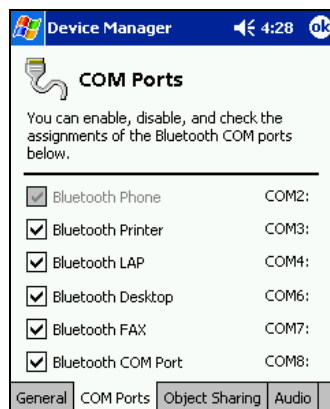 Device Manager 4:28 ok
COM Ports
You can enable, disable, and check the
assignments of the Bluetooth COM ports
below.
Bluetooth Phone COM2:
Bluetooth Printer COM3:
Bluetooth LAP COM4:
Bluetooth Desktop COM6:
Bluetooth FAX COM7:
Bluetooth COM Port COM8:
General COM Ports Object Sharing Audio